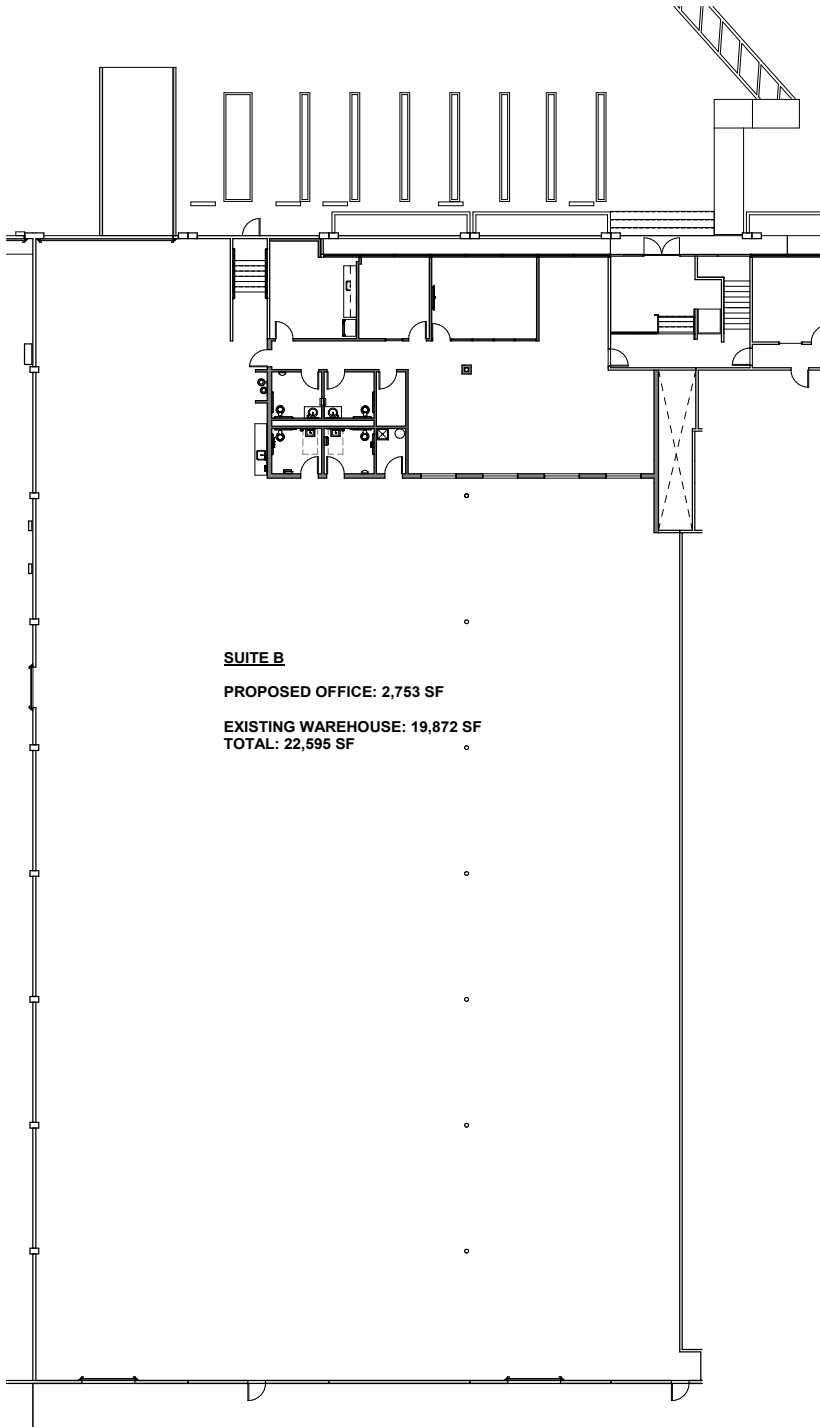 SUITE B
PROPOSED OFFICE: 2,753 SF
EXISTING WAREHOUSE: 19,872 SF
TOTAL: 22,595 SF